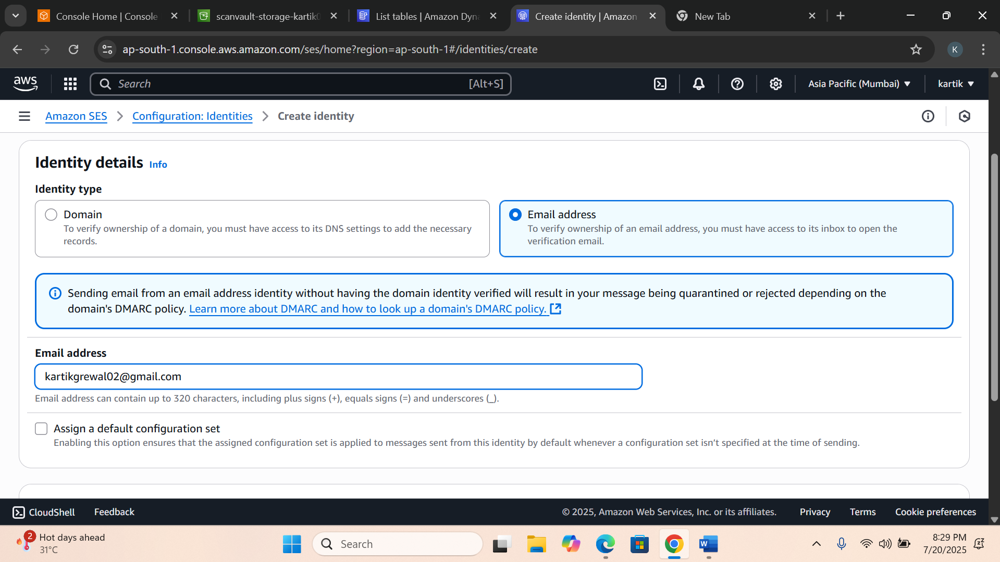 Console Home | Console
scanvault-storage-kartik0
List tables | Amazon Dyna
Create identity | Amazon
New Tab
ap-south-1.console.aws.amazon.com/ses/home?region=ap-south-1#/identities/create
K
aws
Search
[Alt+S]
Asia Pacific (Mumbai)
kartik
Amazon SES
Configuration: Identities
Create identity
Identity details Info
Identity type
Domain
To verify ownership of a domain, you must have access to its DNS settings to add the necessary
records.
Email address
To verify ownership of an email address, you must have access to its inbox to open the
verification email.
Sending email from an email address identity without having the domain identity verified will result in your message being quarantined or rejected depending on the
domain's DMARC policy. Learn more about DMARC and how to look up a domain's DMARC policy.
Email address
kartikgrewal02@gmail.com
Email address can contain up to 320 characters, including plus signs (+), equals signs (=) and underscores (_).
Assign a default configuration set
Enabling this option ensures that the assigned configuration set is applied to messages sent from this identity by default whenever a configuration set isn’t specified at the time of sending.
CloudShell
Feedback
© 2025, Amazon Web Services, Inc. or its affiliates.
Privacy
Terms
Cookie preferences
2
Hot days ahead
31°C
Search
W
8:29 PM
7/20/2025